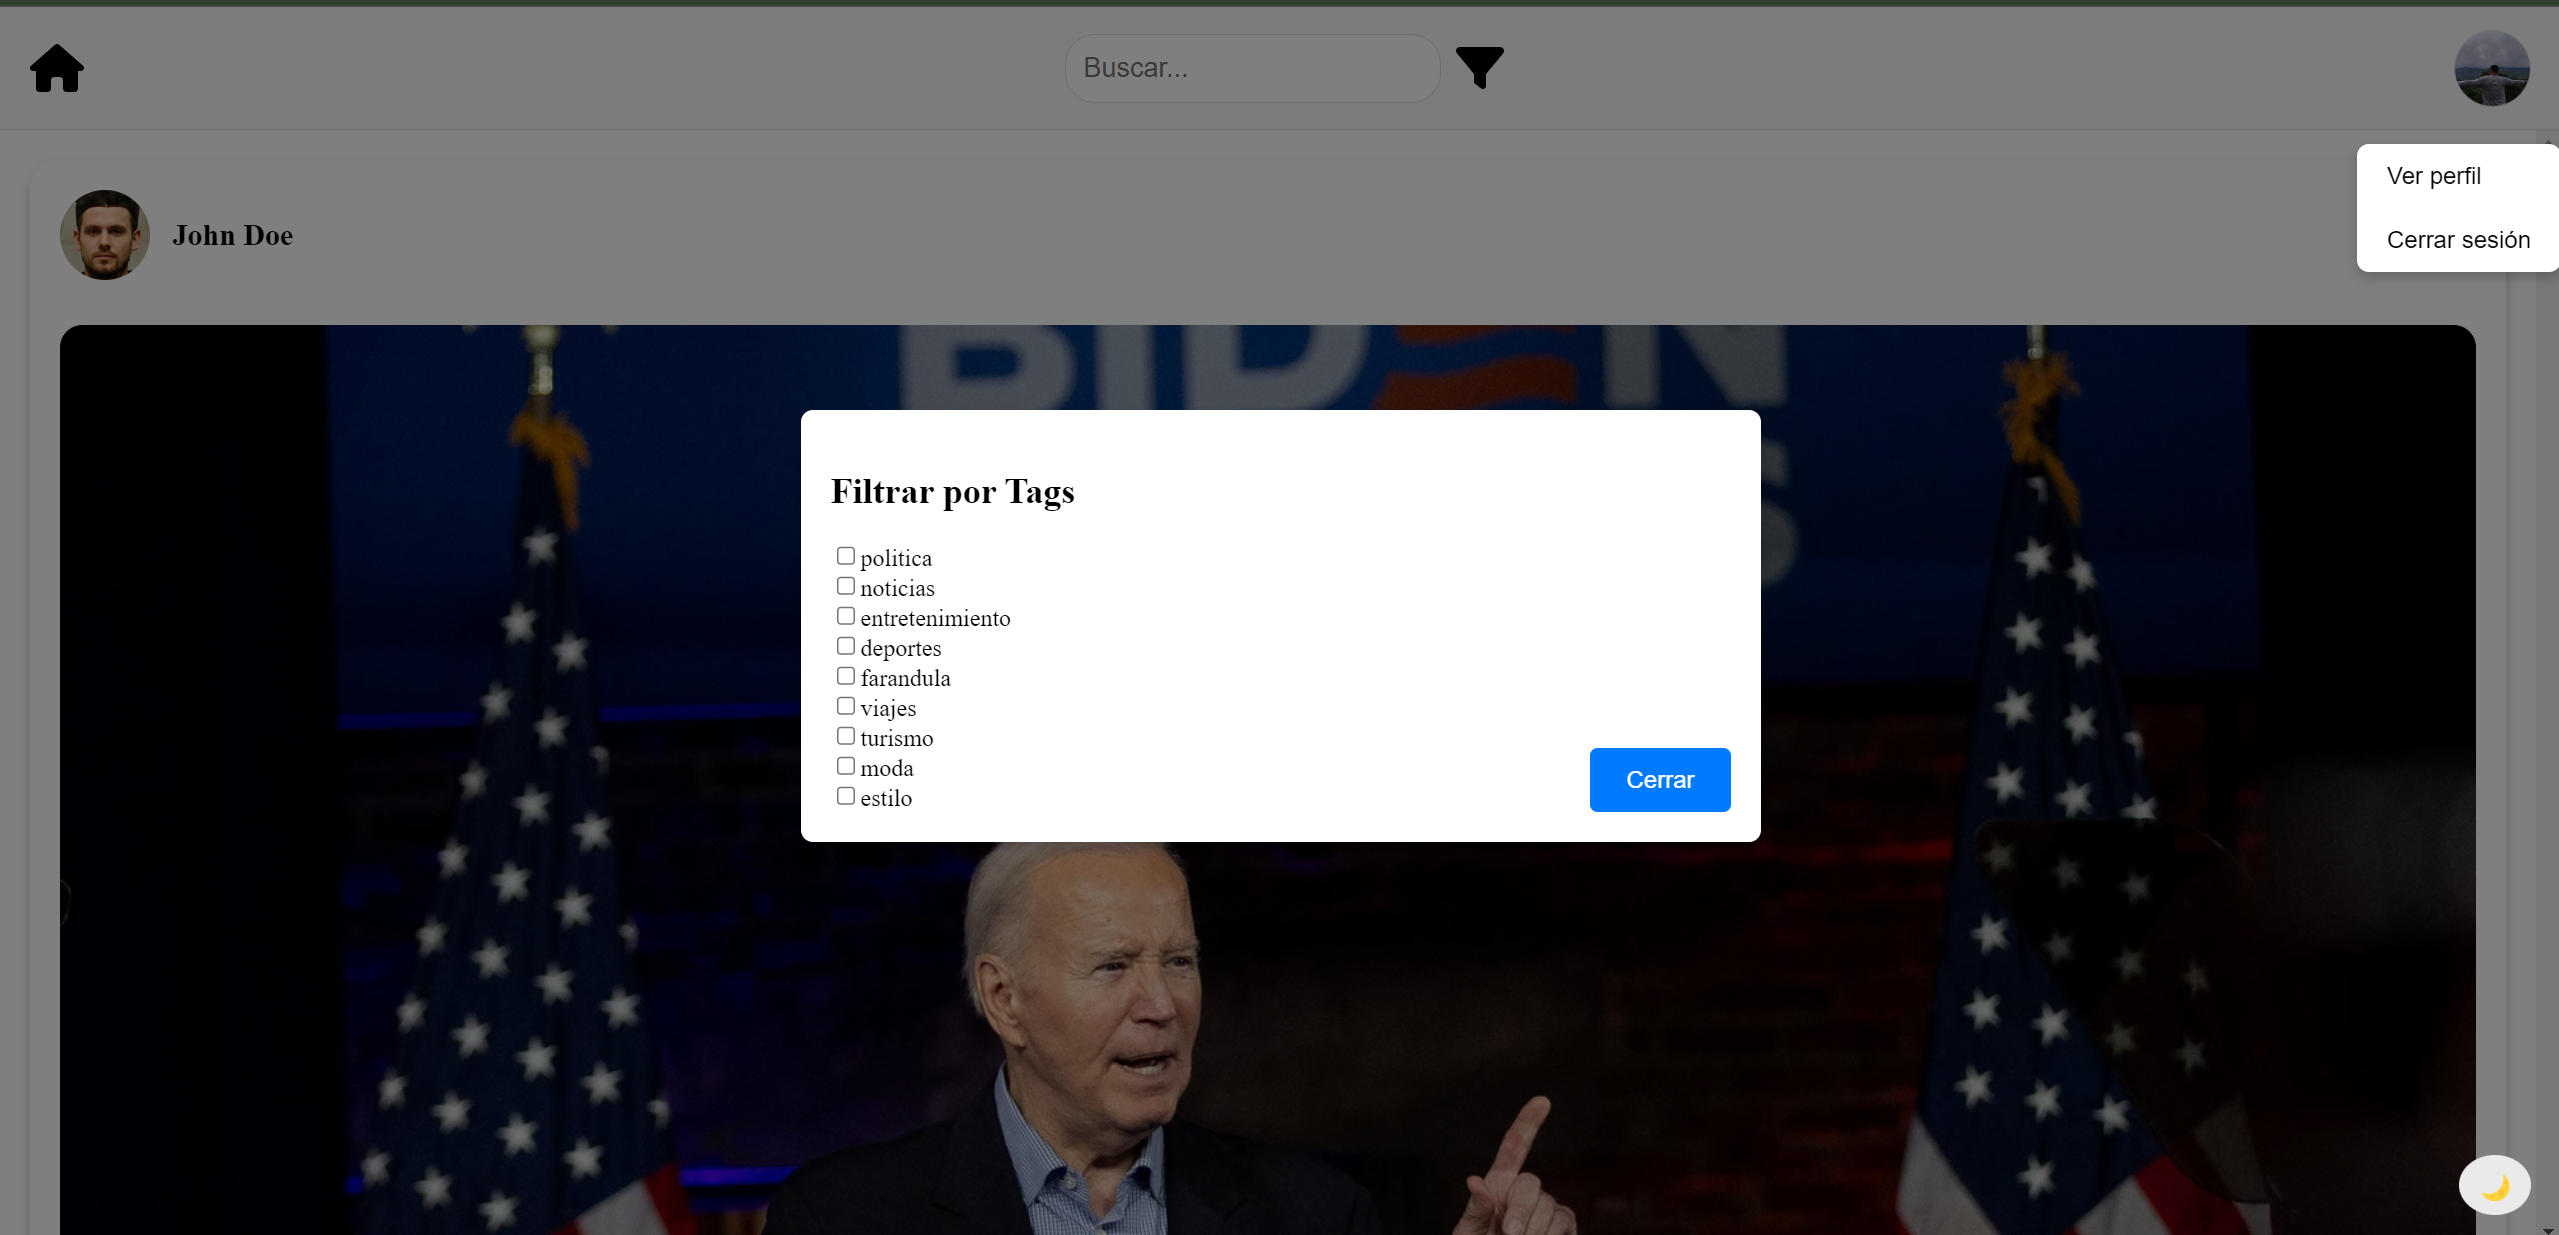 Buscar...
Ver perfil
Cerrar sesión
John Doe
BIDEN
Filtrar por Tags
politica
noticias
entretenimiento
deportes
farandula
viajes
turismo
moda
estilo
Cerrar